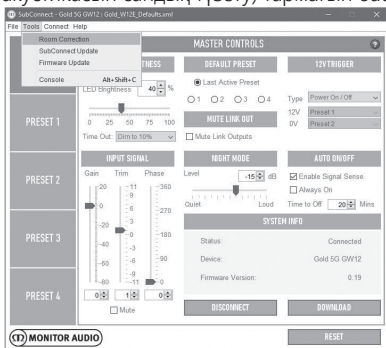 SubConnect - Gold 5G GW12 : Gold_W12E_Defaults.xml
File Tools Connect Help
Room Correction
SubConnect Update
Firmware Update
Console Alt+Shift+C
MASTER CONTROLS
LED Brightness 40 %
0 25 50 75 100
Time Out: Dim to 10%
DEFAULT PRESET
Last Active Preset
1 2 3 4
MUTE LINK OUT
Mute Link Outputs
12V TRIGGER
Type Power On / Off
12V Preset 1
0V Preset 2
PRESET 1
PRESET 2
PRESET 3
PRESET 4
INPUT SIGNAL
Gain Trim Phase
20 11 360
9
6
0 3 270
-20 0 180
-40 -3
-6 90
-60 -9
-80 -11 0
0 0 0
Mute
NIGHT MODE
Level -15 dB
Quiet Loud
AUTO ON/OFF
Enable Signal Sense
Always On
Time to Off 20 Mins
SYSTEM INFO
Status: Connected
Device: Gold 5G GW12
Firmware Version: 0.19
DISCONNECT
DOWNLOAD
MONITOR AUDIO
RESET